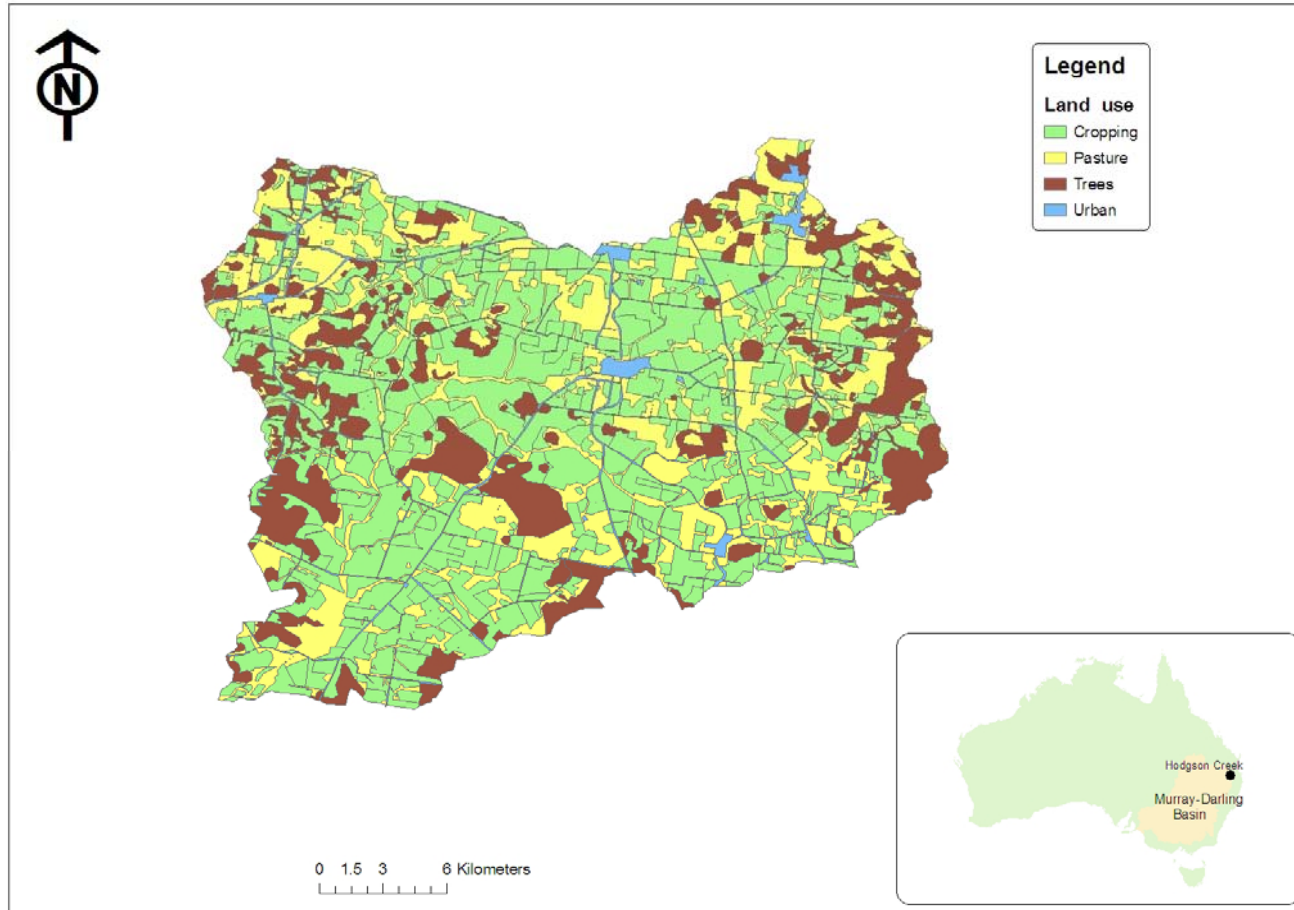 N
Legend
Land use
Cropping
Pasture
Trees
Urban
Hodgson Creek
Murray-Darling
Basin
0 1.5 3 6 Kilometers